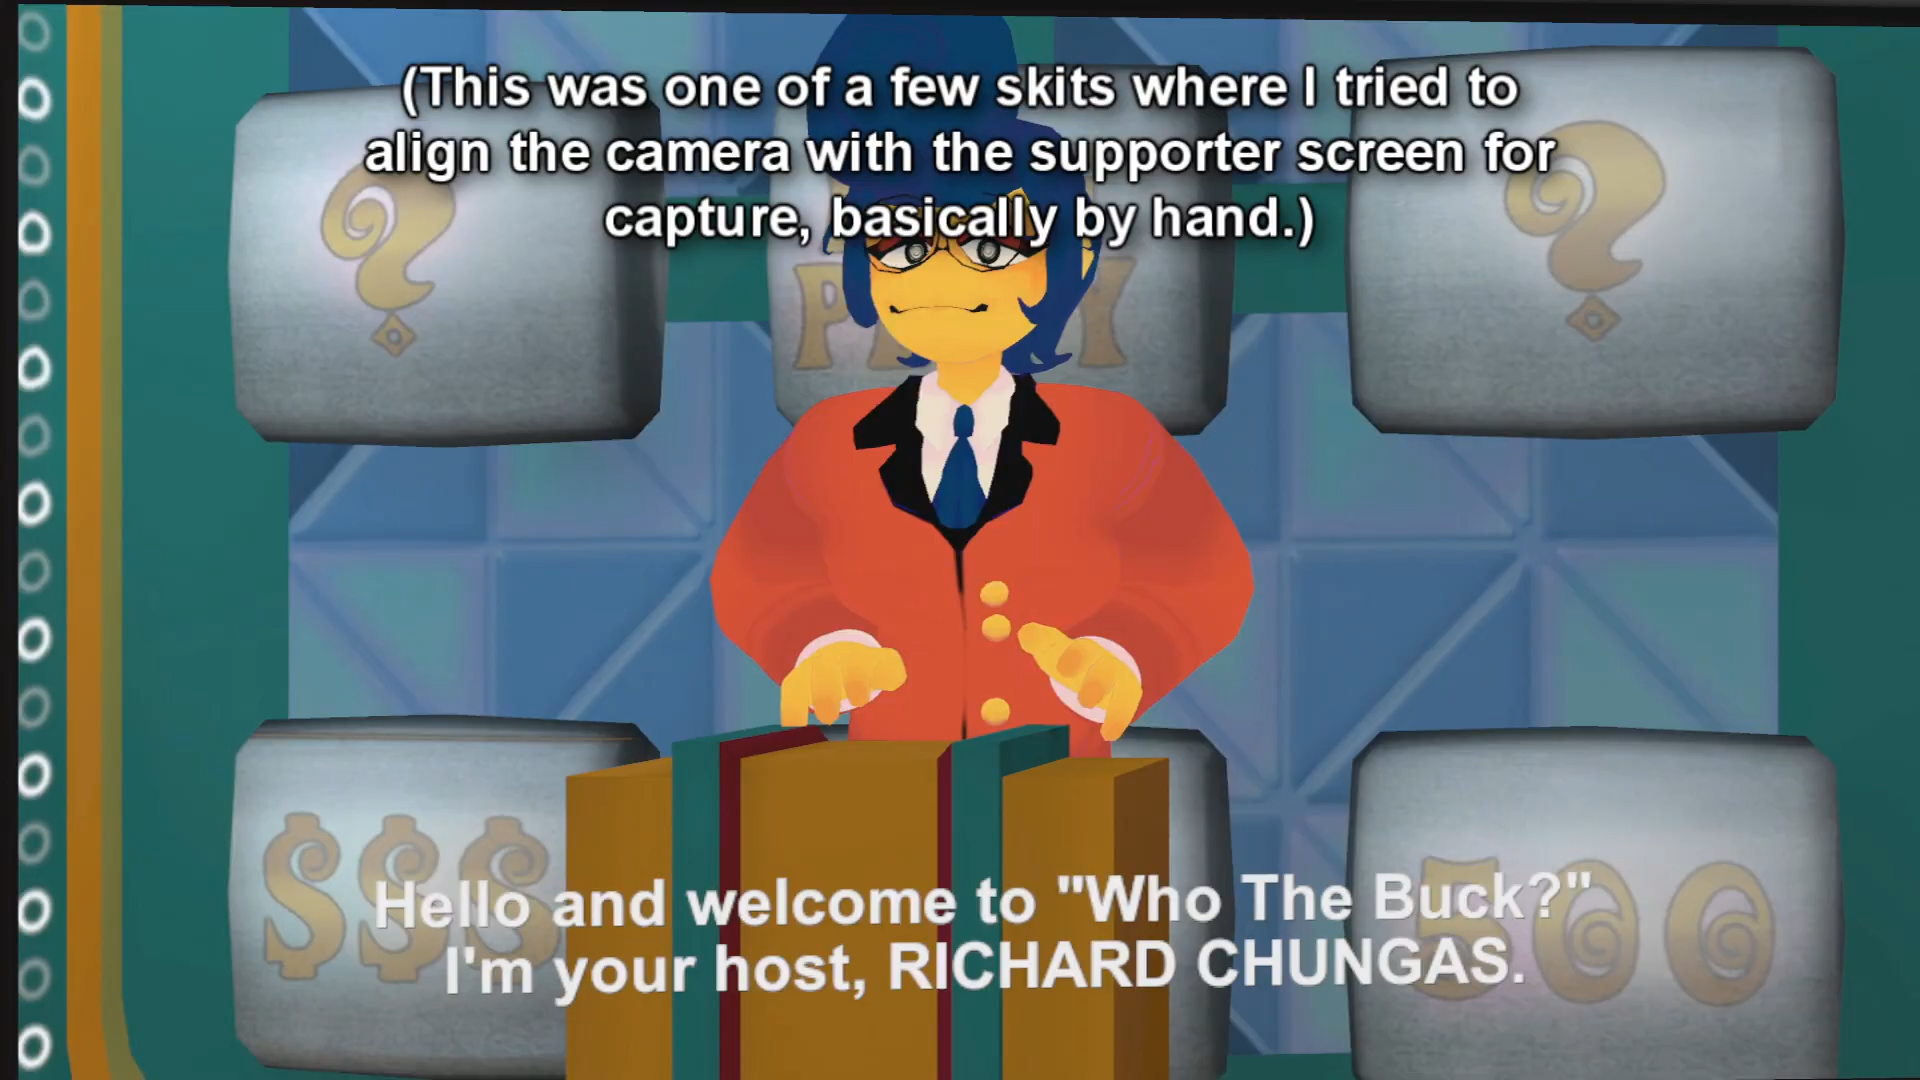 (This was one of a few skits where I tried to
align the camera with the supporter screen for
capture, basically by hand.)
?
?
$$$
500
Hello and welcome to "Who The Buck?"
I'm your host, RICHARD CHUNGAS.